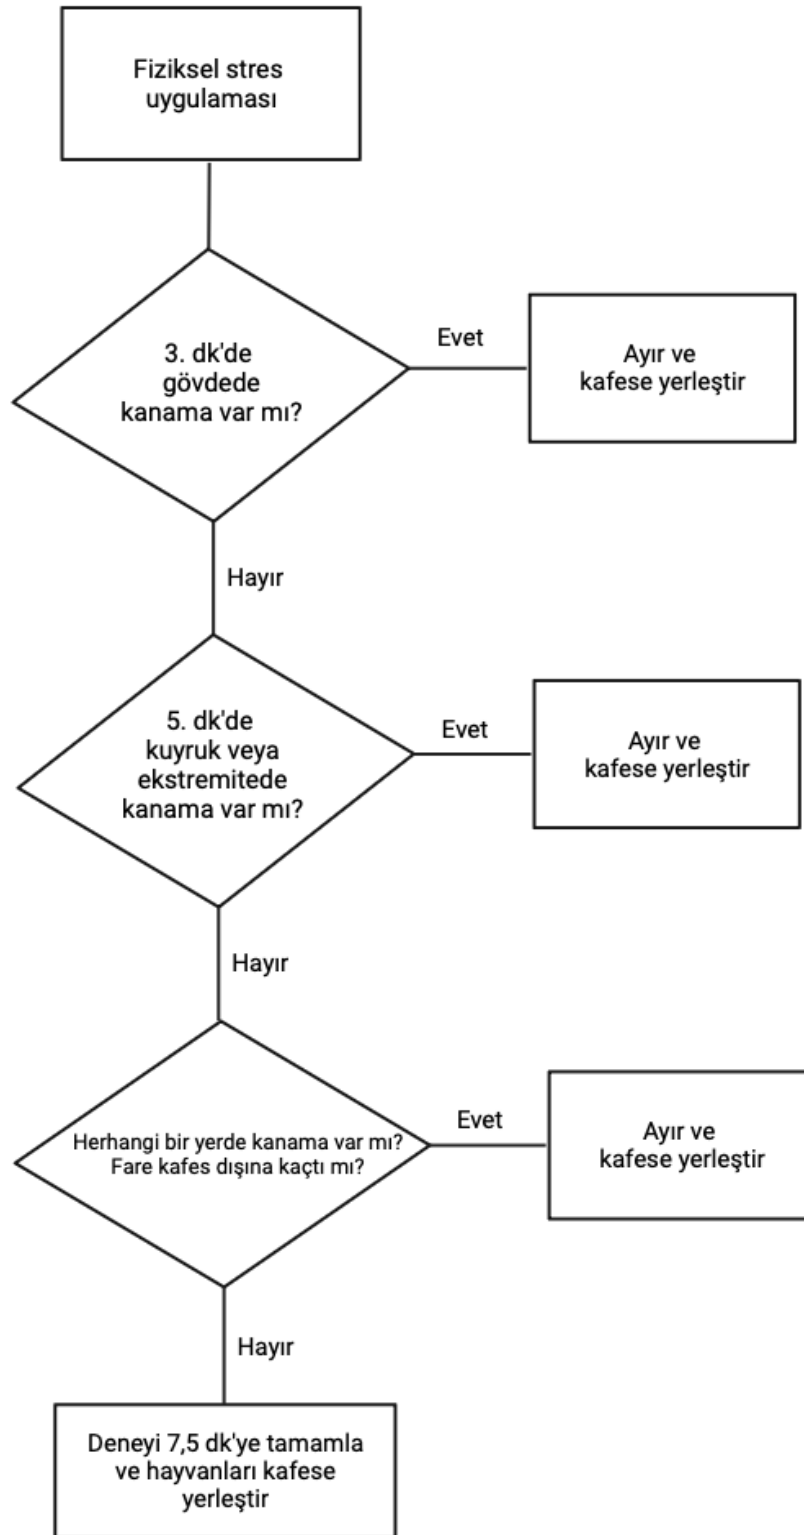 Fiziksel stres
uygulaması
3. dk'de
gövdede
kanama var mı?
Evet
Ayır ve
kafese yerleştir
Hayır
5. dk'de
kuyruk veya
ekstremitede
kanama var mı?
Evet
Ayır ve
kafese yerleştir
Hayır
Herhangi bir yerde kanama var mı?
Fare kafes dışına kaçtı mı?
Evet
Ayır ve
kafese yerleştir
Hayır
Deneyi 7,5 dk'ye tamamla
ve hayvanları kafese
yerleştir